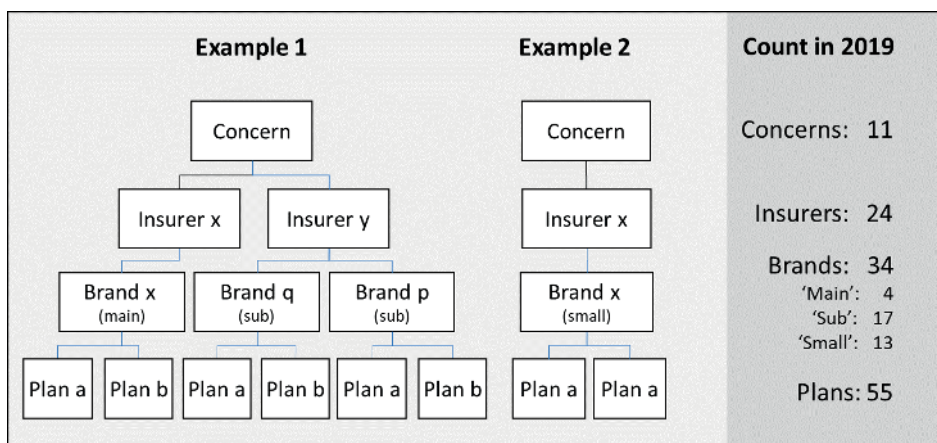 Example 1
Example 2
Count in 2019
Concern
Concern
Concerns: 11
Insurer x
Insurer y
Insurer x
Insurers: 24
Brand x
(main)
Brand q
(sub)
Brand p
(sub)
Brand x
(small)
Brands: 34
‘Main’: 4
‘Sub’: 17
‘Small’: 13
Plan a
Plan b
Plan a
Plan b
Plan a
Plan b
Plan a
Plan a
Plans: 55